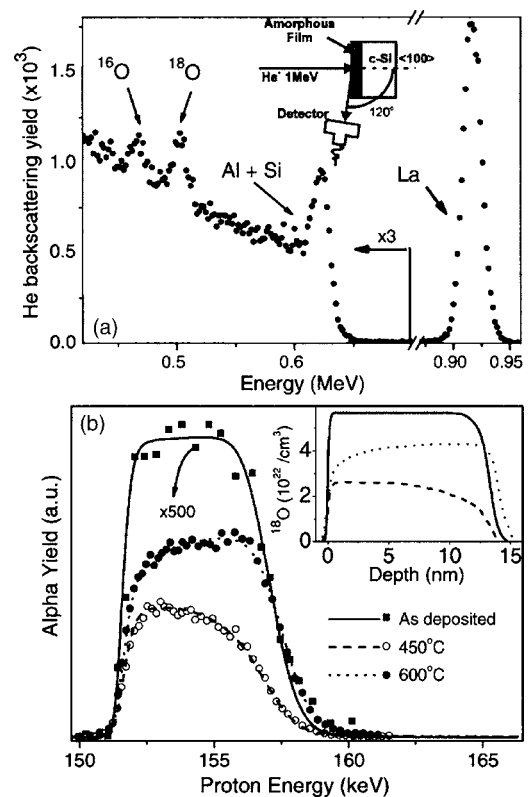 Amorphous
Film
c-Si <100>
He⁺ 1MeV
120°
Detector
¹⁶O
¹⁸O
Al + Si
La
x3
He backscattering yield (x10³)
1.5
1.0
0.5
0.0
(a)
0.5 0.6 0.90 0.95
Energy (MeV)
(b)
x500
Alpha Yield (a.u.)
¹⁸O (10²² /cm³)
4
2
0
0 5 10 15
Depth (nm)
As deposited
450°C
600°C
150 155 160 165
Proton Energy (keV)